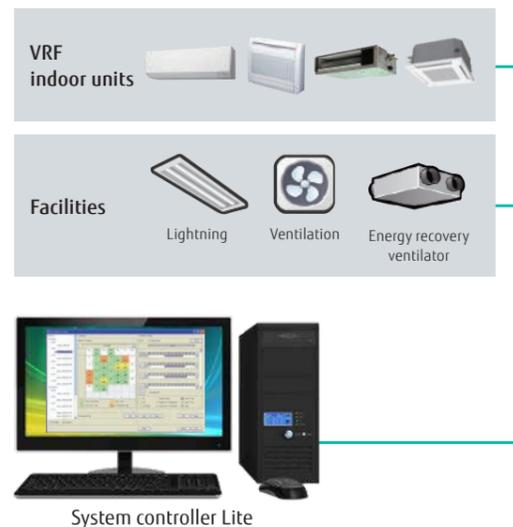 VRF
indoor units
Facilities
Lightning
Ventilation
Energy recovery
ventilator
System controller Lite